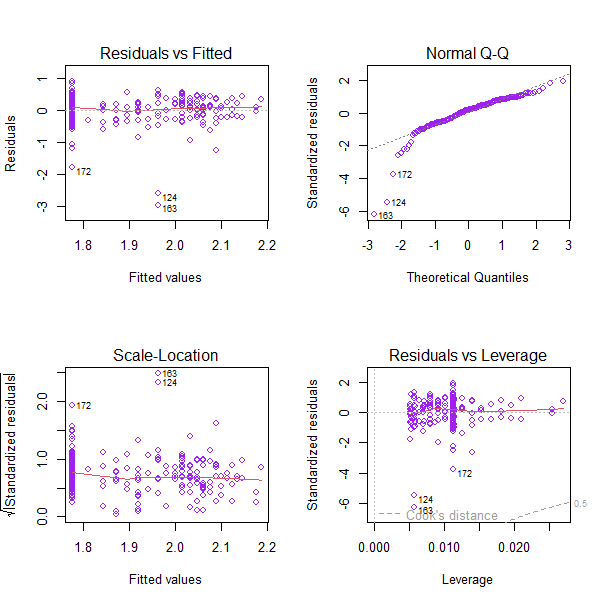 Residuals vs Fitted
Residuals
1
0
-1
-2
-3
172
124
163
1.8 1.9 2.0 2.1 2.2
Fitted values
Normal Q-Q
Standardized residuals
2
0
-2
-4
-6
172
124
163
-3 -2 -1 0 1 2 3
Theoretical Quantiles
Scale-Location
√|Standardized residuals|
2.0
1.0
0.0
163
124
172
1.8 1.9 2.0 2.1 2.2
Fitted values
Residuals vs Leverage
Standardized residuals
2
0
-2
-4
-6
172
124
163
Cook's distance
0.5
0.000 0.010 0.020
Leverage